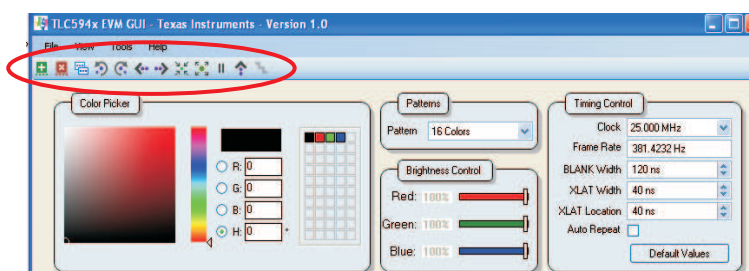 TLC594x EVM GUI - Texas Instruments - Version 1.0
File View Tools Help
Color Picker
R: 0
G: 0
B: 0
H: 0 °
Patterns
Pattern 16 Colors
Brightness Control
Red: 100%
Green: 100%
Blue: 100%
Timing Control
Clock 25.000 MHz
Frame Rate 381.4232 Hz
BLANK Width 120 ns
XLAT Width 40 ns
XLAT Location 40 ns
Auto Repeat
Default Values